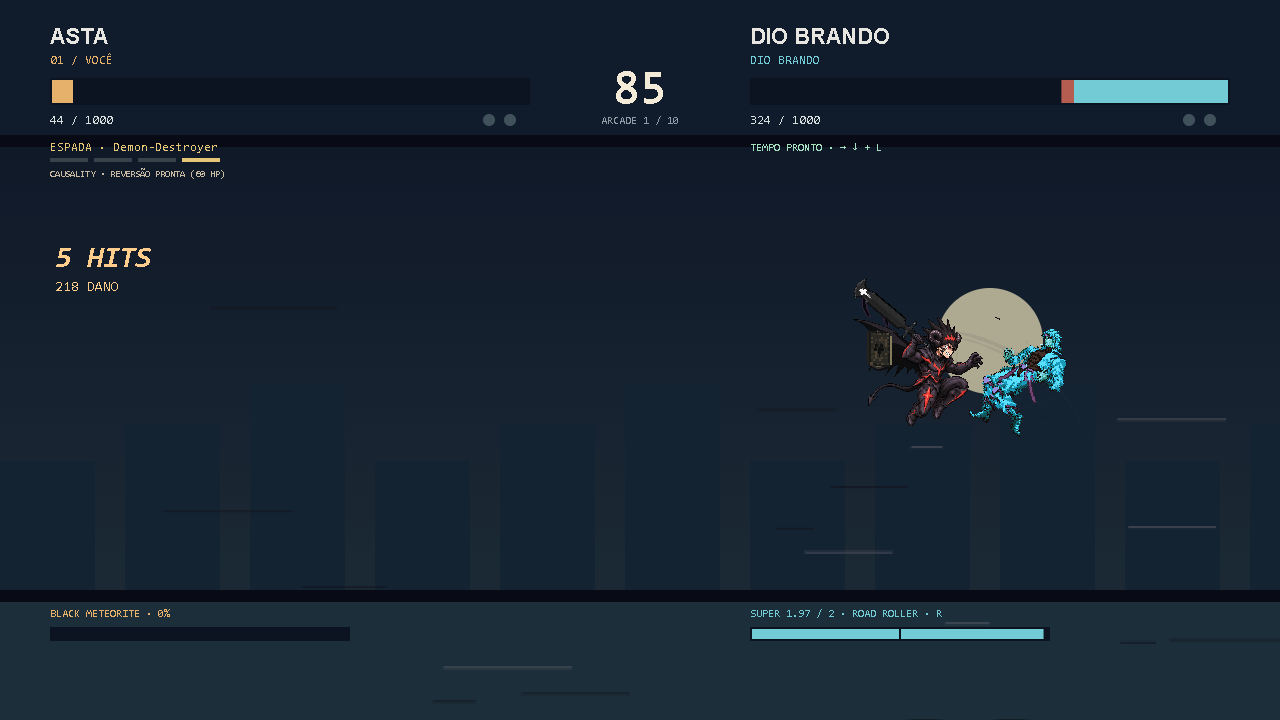 ASTA
01 / VOCÊ
44 / 1000
85
ARCADE 1 / 10
DIO BRANDO
DIO BRANDO
324 / 1000
ESPADA · Demon-Destroyer
CAUSALITY · REVERSÃO PRONTA (60 HP)
TEMPO PRONTO · → ↓ + L
5 HITS
218 DANO
BLACK METEORITE · 0%
SUPER 1.97 / 2 · ROAD ROLLER · R